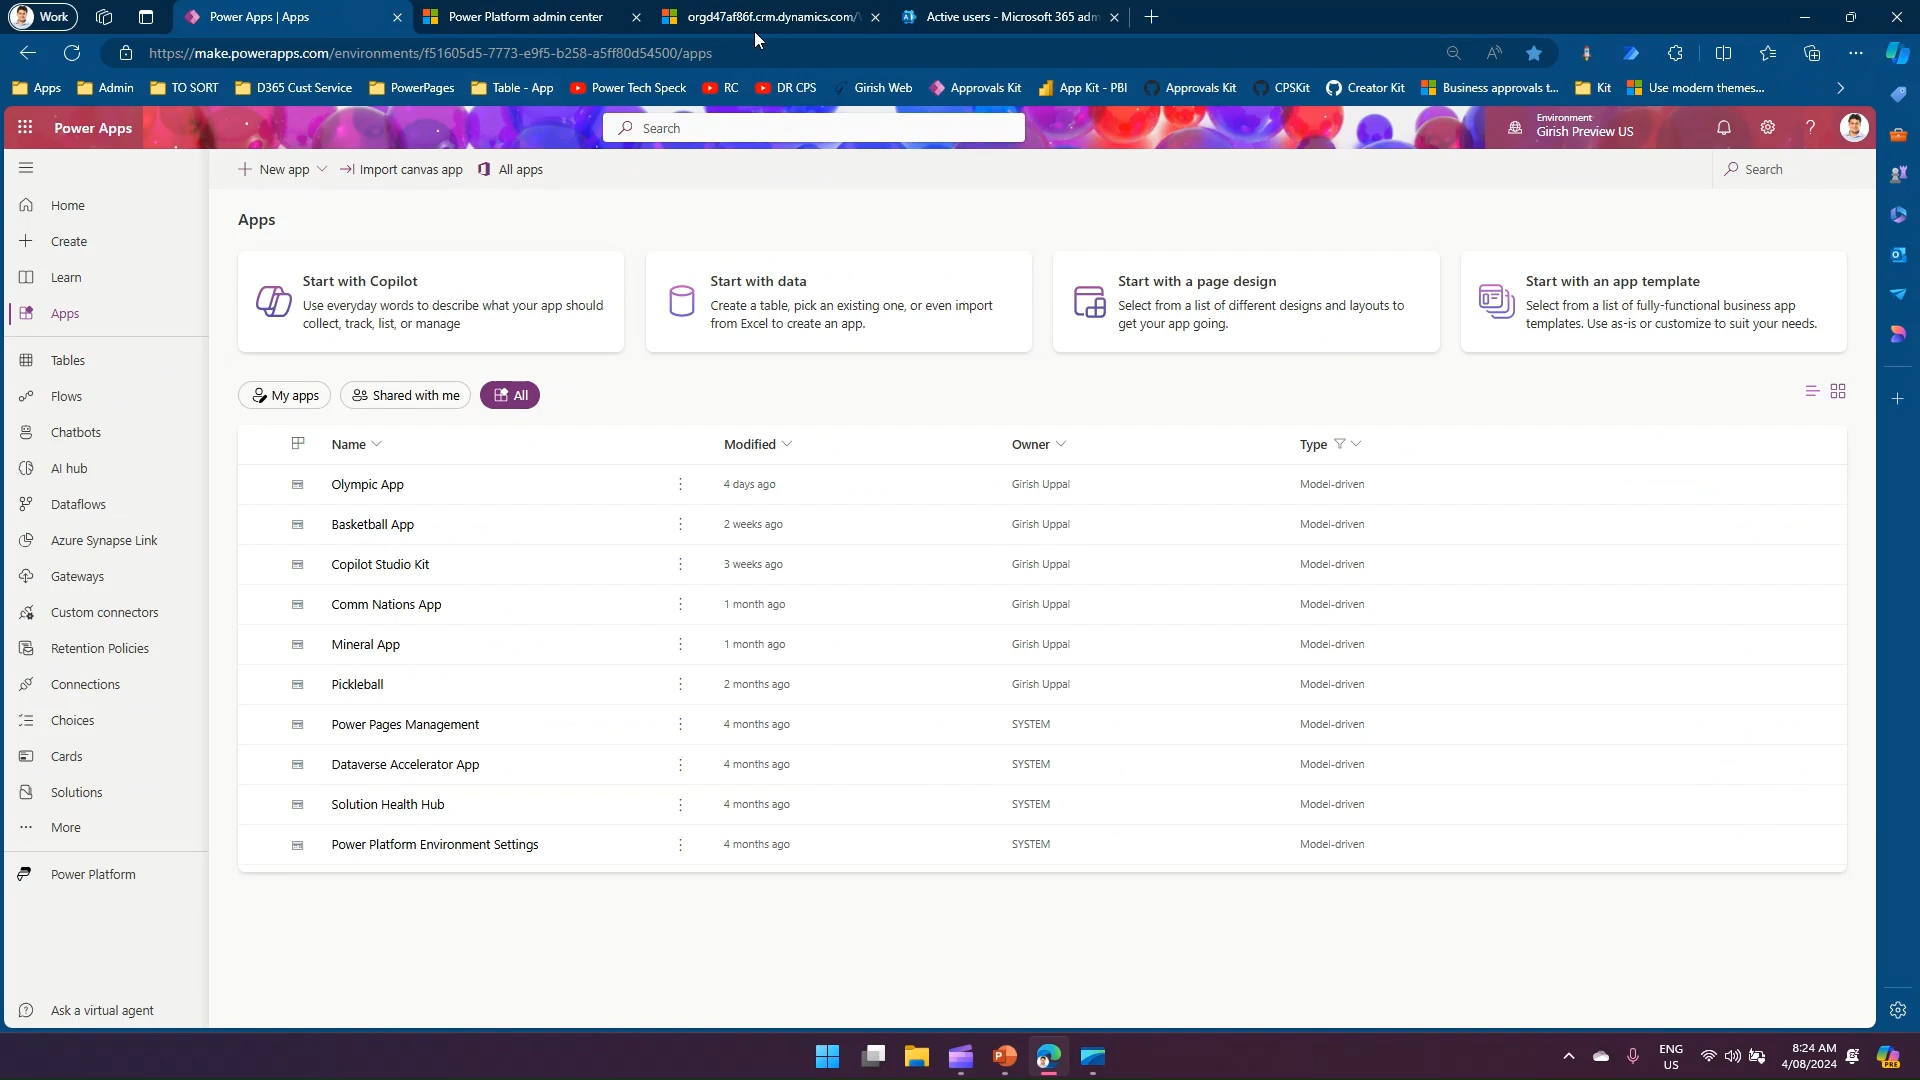 Work
Power Apps | Apps
Power Platform admin center
orgd47af86f.crm.dynamics.com/
Active users - Microsoft 365 adm
https://make.powerapps.com/environments/f51605d5-7773-e9f5-b258-a5ff80d54500/apps
Apps
Admin
TO SORT
D365 Cust Service
PowerPages
Table - App
Power Tech Speck
RC
DR CPS
Girish Web
Approvals Kit
App Kit - PBI
Approvals Kit
CPSKit
Creator Kit
Business approvals t...
Kit
Use modern themes...
Power Apps
Search
Environment
Girish Preview US
New app
Import canvas app
All apps
Search
Home
Create
Learn
Apps
Tables
Flows
Chatbots
AI hub
Dataflows
Azure Synapse Link
Gateways
Custom connectors
Retention Policies
Connections
Choices
Cards
Solutions
More
Power Platform
Ask a virtual agent
Apps
Start with Copilot
Use everyday words to describe what your app should
collect, track, list, or manage
Start with data
Create a table, pick an existing one, or even import
from Excel to create an app.
Start with a page design
Select from a list of different designs and layouts to
get your app going.
Start with an app template
Select from a list of fully-functional business app
templates. Use as-is or customize to suit your needs.
My apps
Shared with me
All
Name Modified Owner Type
Olympic App 4 days ago Girish Uppal Model-driven
Basketball App 2 weeks ago Girish Uppal Model-driven
Copilot Studio Kit 3 weeks ago Girish Uppal Model-driven
Comm Nations App 1 month ago Girish Uppal Model-driven
Mineral App 1 month ago Girish Uppal Model-driven
Pickleball 2 months ago Girish Uppal Model-driven
Power Pages Management 4 months ago SYSTEM Model-driven
Dataverse Accelerator App 4 months ago SYSTEM Model-driven
Solution Health Hub 4 months ago SYSTEM Model-driven
Power Platform Environment Settings 4 months ago SYSTEM Model-driven
ENG
US
8:24 AM
4/08/2024
PRE